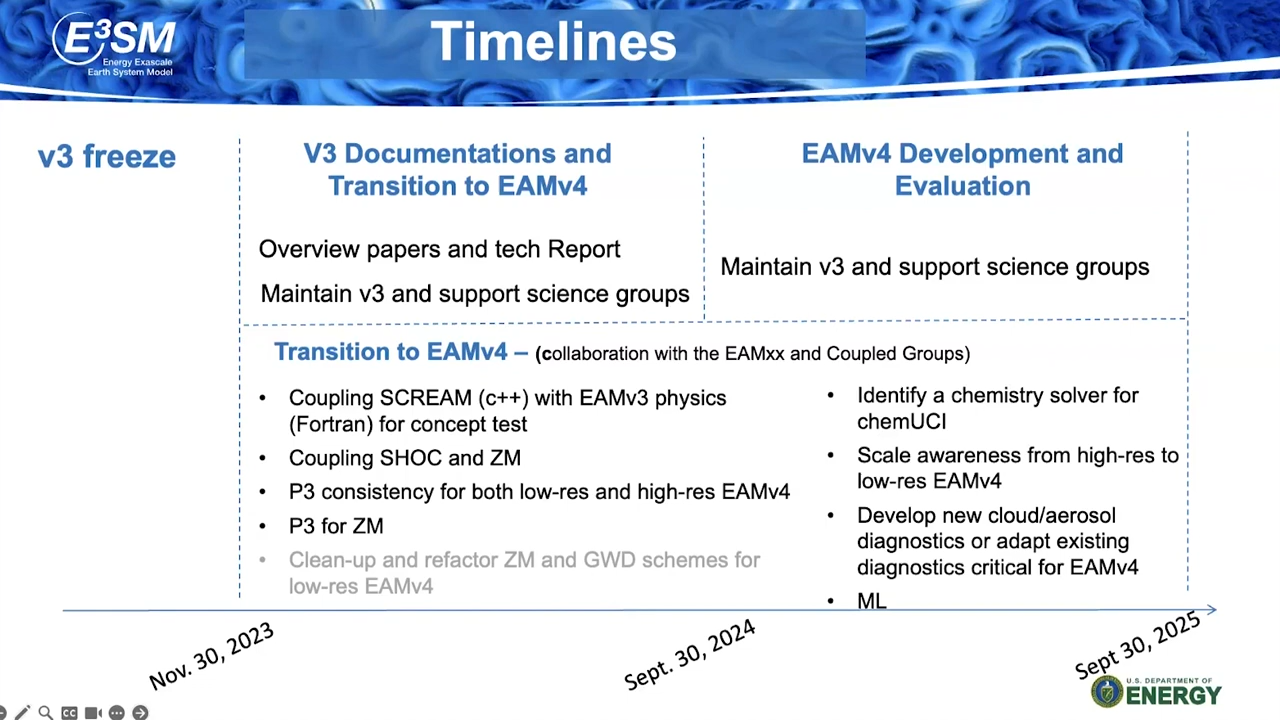 E³SM
Energy Exascale
Earth System Model
Timelines
v3 freeze
V3 Documentations and
Transition to EAMv4
EAMv4 Development and
Evaluation
Overview papers and tech Report
Maintain v3 and support science groups
Maintain v3 and support science groups
Transition to EAMv4 – (collaboration with the EAMxx and Coupled Groups)
• Coupling SCREAM (c++) with EAMv3 physics
(Fortran) for concept test
• Coupling SHOC and ZM
• P3 consistency for both low-res and high-res EAMv4
• P3 for ZM
• Clean-up and refactor ZM and GWD schemes for
low-res EAMv4
• Identify a chemistry solver for
chemUCI
• Scale awareness from high-res to
low-res EAMv4
• Develop new cloud/aerosol
diagnostics or adapt existing
diagnostics critical for EAMv4
• ML
Nov. 30, 2023
Sept. 30, 2024
Sept 30, 2025
U.S. DEPARTMENT OF
ENERGY
CC